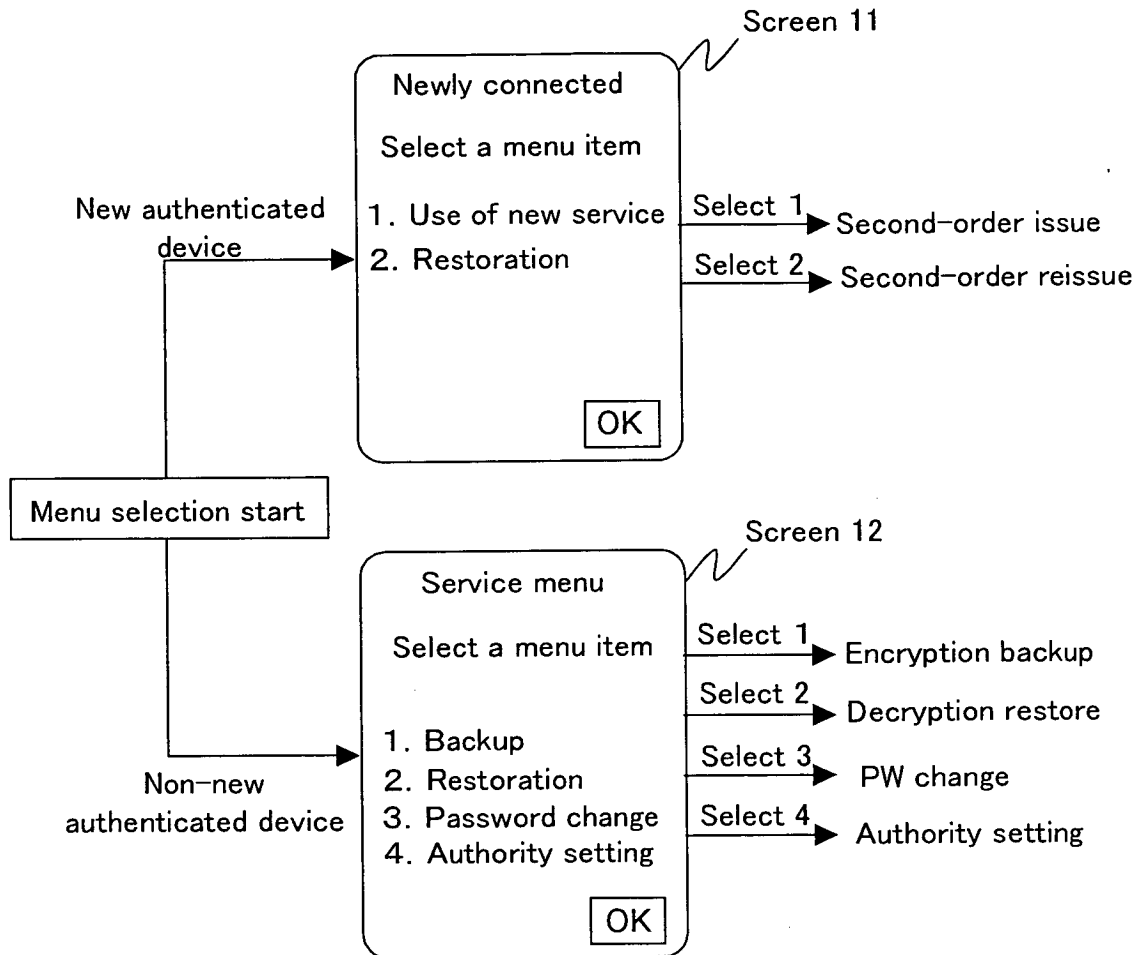 Screen 11
Newly connected
Select a menu item
New authenticated
device
1. Use of new service
2. Restoration
Select 1
Second-order issue
Select 2
Second-order reissue
OK
Menu selection start
Screen 12
Service menu
Select a menu item
1. Backup
2. Restoration
3. Password change
4. Authority setting
Select 1
Encryption backup
Select 2
Decryption restore
Select 3
PW change
Select 4
Authority setting
Non-new
authenticated device
OK